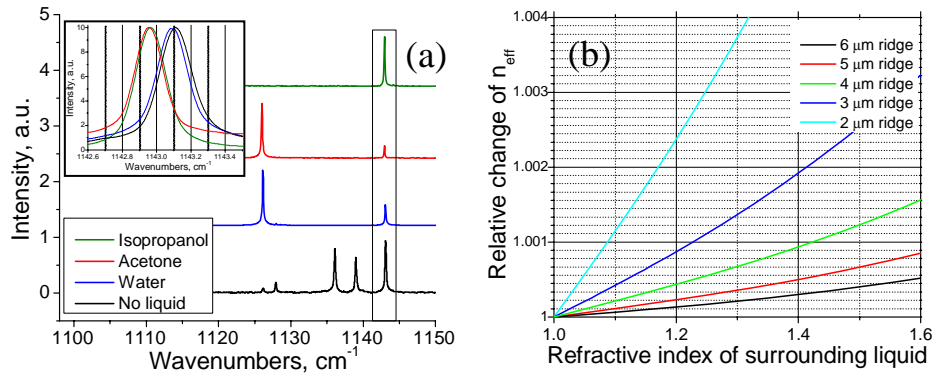 (a)
Intensity, a.u.
5
4
3
2
1
0
Intensity, a.u.
10
8
6
4
2
0
1142.6 1142.8 1143.0 1143.2 1143.4
Wavenumbers, cm-1
Isopropanol
Acetone
Water
No liquid
1100 1110 1120 1130 1140 1150
Wavenumbers, cm-1
(b)
Relative change of neff
1.004
1.003
1.002
1.001
1
6 μm ridge
5 μm ridge
4 μm ridge
3 μm ridge
2 μm ridge
1.0 1.2 1.4 1.6
Refractive index of surrounding liquid